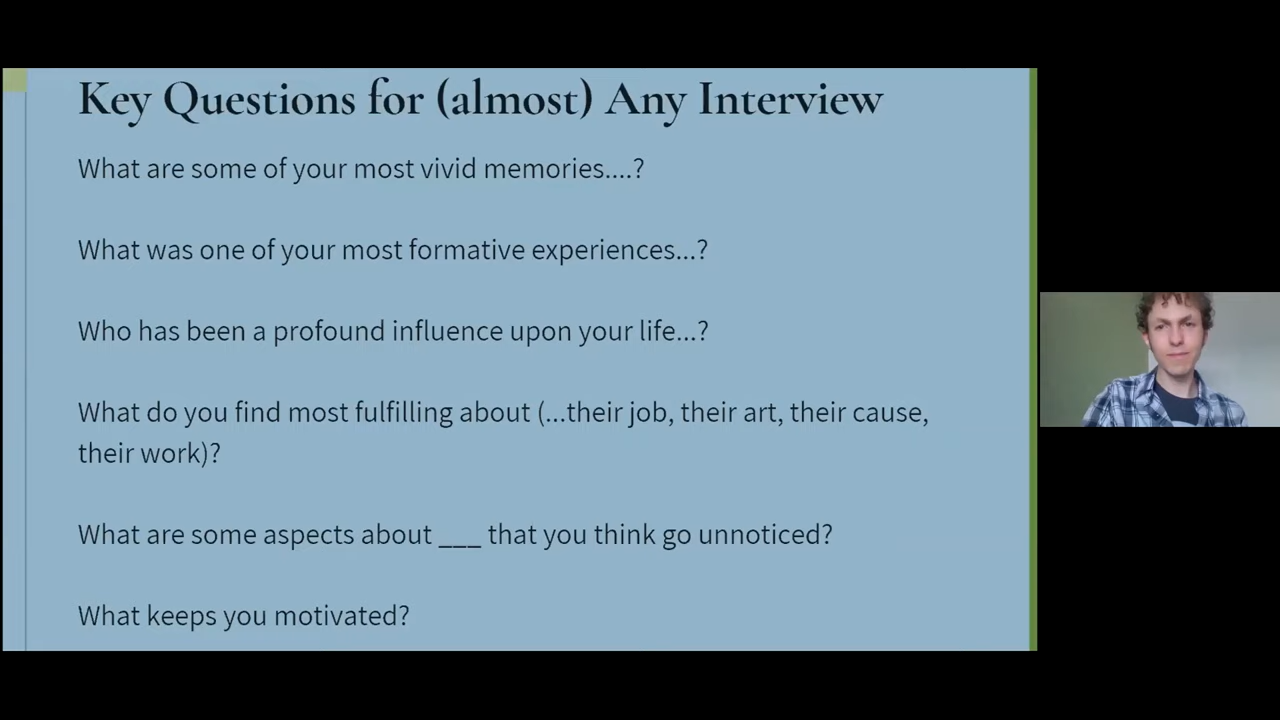 Key Questions for (almost) Any Interview
What are some of your most vivid memories....?
What was one of your most formative experiences...?
Who has been a profound influence upon your life...?
What do you find most fulfilling about (...their job, their art, their cause,
their work)?
What are some aspects about ___ that you think go unnoticed?
What keeps you motivated?